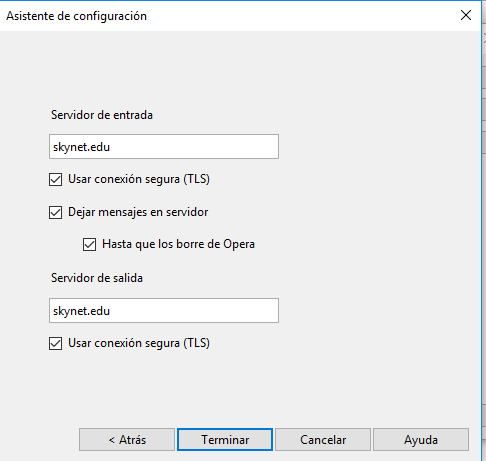 Asistente de configuración
Servidor de entrada
skynet.edu
Usar conexión segura (TLS)
Dejar mensajes en servidor
Hasta que los borre de Opera
Servidor de salida
skynet.edu
Usar conexión segura (TLS)
< Atrás Terminar Cancelar Ayuda